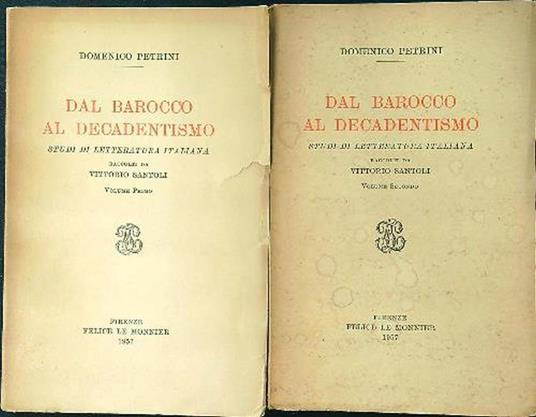 DOMENICO PETRINI
DAL BAROCCO
AL DECADENTISMO
STUDI DI LETTERATURA ITALIANA
RACCOLTI DA
VITTORIO SANTOLI
VOLUME PRIMO
FIRENZE
FELICE LE MONNIER
1957
DOMENICO PETRINI
DAL BAROCCO
AL DECADENTISMO
STUDI DI LETTERATURA ITALIANA
RACCOLTI DA
VITTORIO SANTOLI
VOLUME SECONDO
FIRENZE
FELICE LE MONNIER
1957